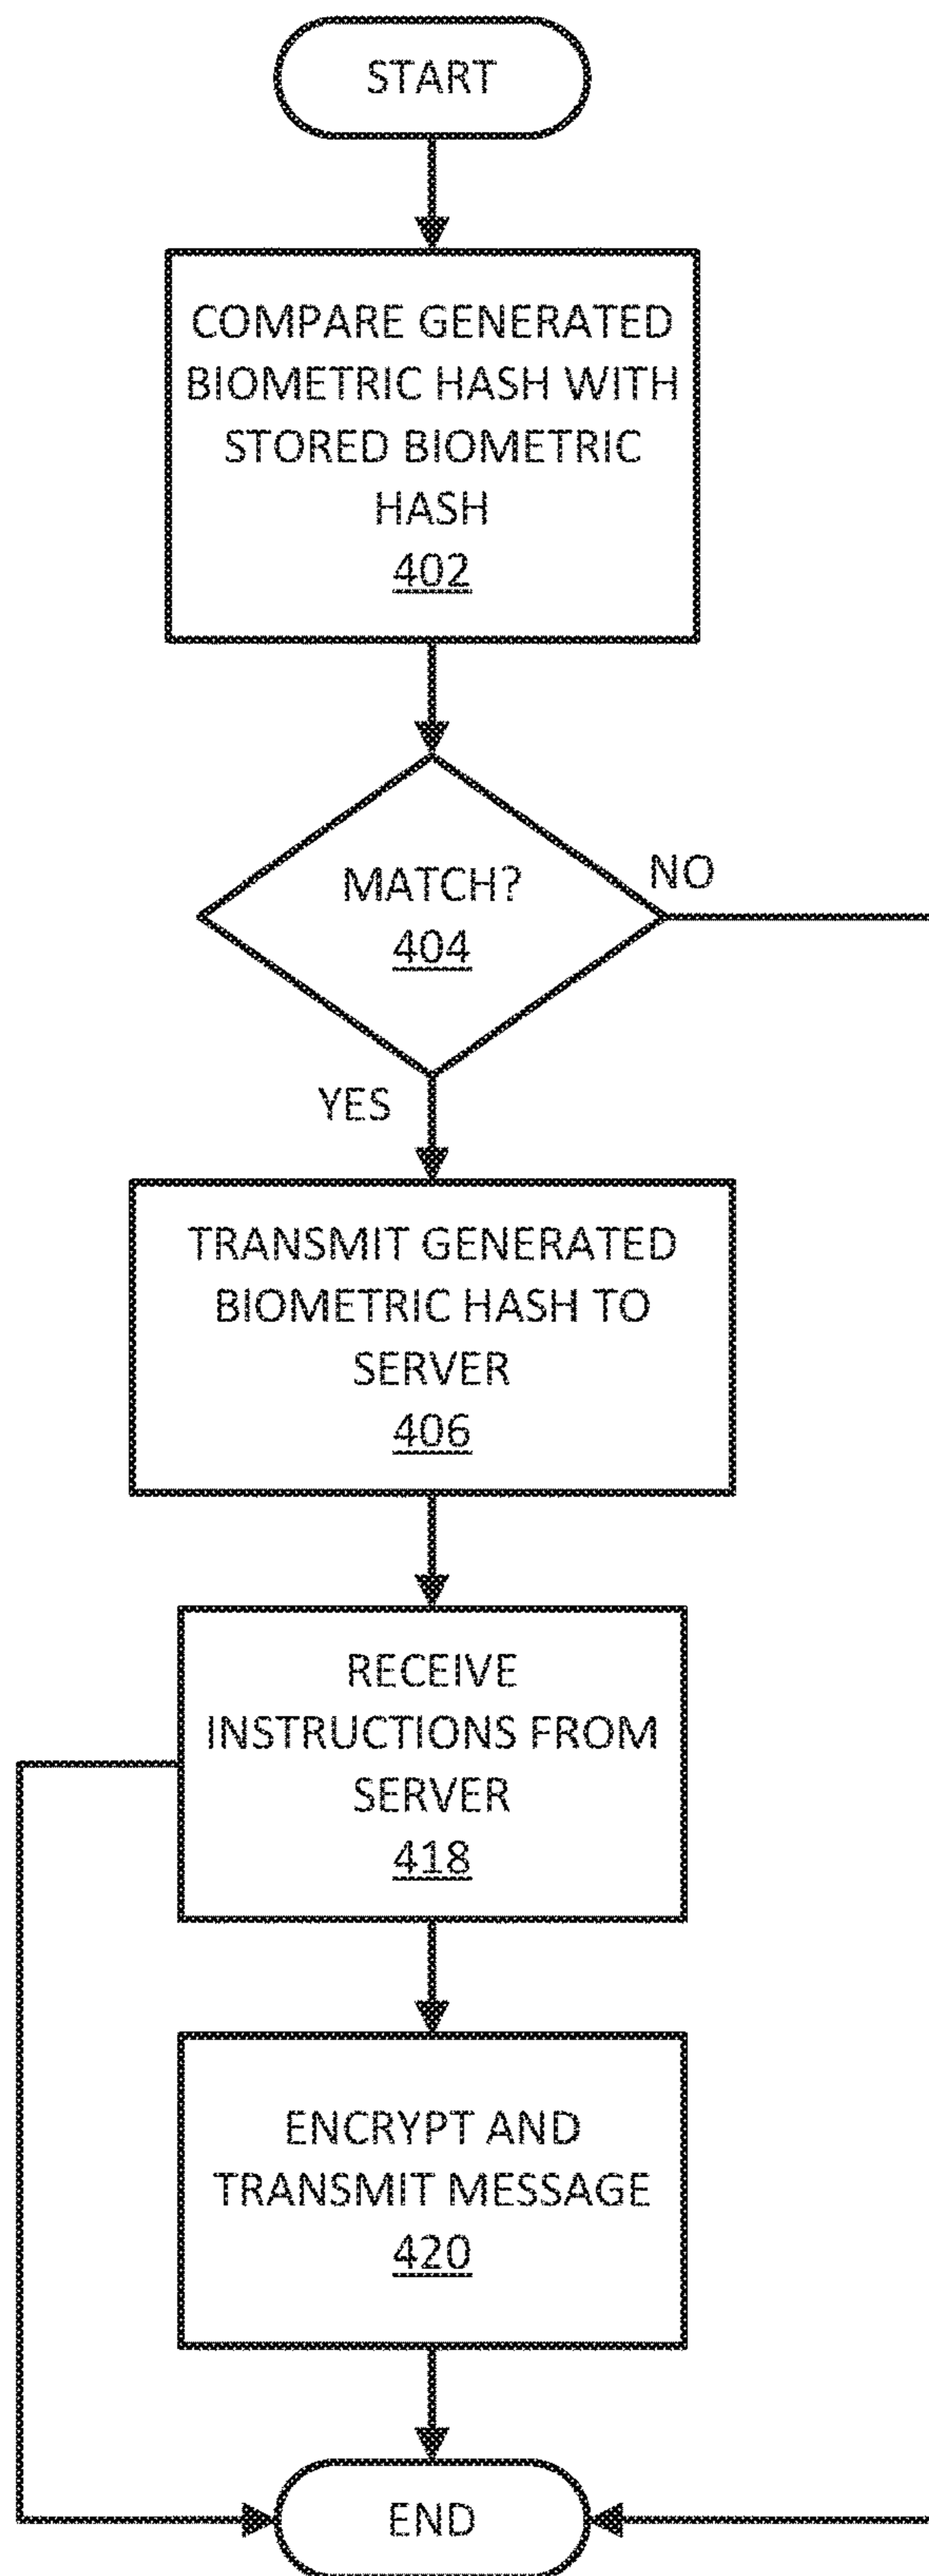 START
COMPARE GENERATED
BIOMETRIC HASH WITH
STORED BIOMETRIC
HASH
402
MATCH?
404
NO
YES
TRANSMIT GENERATED
BIOMETRIC HASH TO
SERVER
406
RECEIVE
INSTRUCTIONS FROM
SERVER
418
ENCRYPT AND
TRANSMIT MESSAGE
420
END